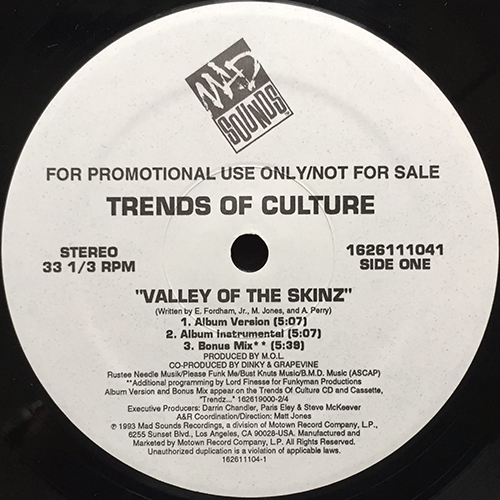 MAD
SOUNDS
FOR PROMOTIONAL USE ONLY/NOT FOR SALE
TRENDS OF CULTURE
STEREO
33 1/3 RPM
1626111041
SIDE ONE
"VALLEY OF THE SKINZ"
(Written by E. Fordham, Jr., M. Jones, and A. Perry)
1. Album Version (5:07)
2. Album instrumental (5:07)
3. Bonus Mix** (5:39)
PRODUCED BY M.O.L.
CO-PRODUCED BY DINKY & GRAPEVINE
Rustee Needle Musik/Please Funk Me/Bust Knuts Music/B.M.D. Music (ASCAP)
**Additional programming by Lord Finesse for Funkyman Productions
Album Version and Bonus Mix appear on the Trends Of Culture CD and Cassette,
"Trendz..." 162619000-2/4
Executive Producers: Darrin Chandler, Paris Eley & Steve McKeever
A&R Coordination/Direction: Matt Jones
℗ 1993 Mad Sounds Recordings, a division of Motown Record Company, L.P.,
6255 Sunset Blvd., Los Angeles, CA 90028-USA. Manufactured and
Marketed by Motown Record Company, L.P. All Rights Reserved.
Unauthorized duplication is a violation of applicable laws.
162611104-1